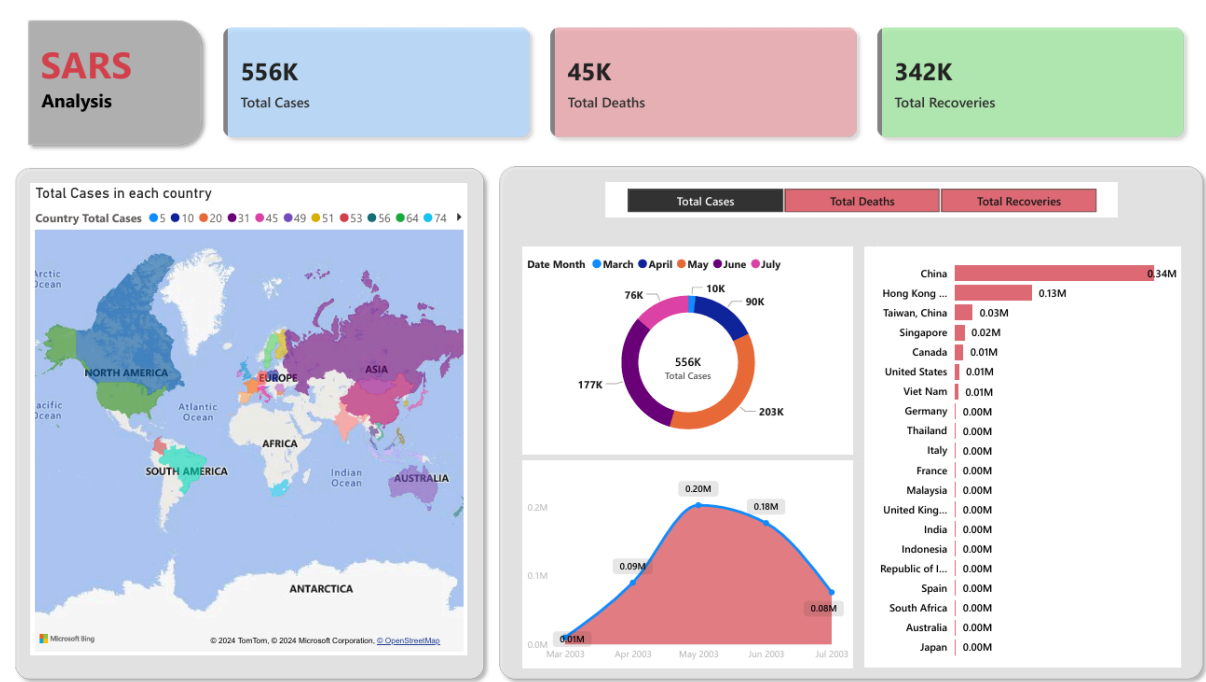 SARS
Analysis
556K
Total Cases
45K
Total Deaths
342K
Total Recoveries
Total Cases in each country
Country Total Cases 5 10 20 31 45 49 51 53 56 64 74
Arctic
Ocean
NORTH AMERICA
EUROPE
ASIA
Pacific
Ocean
Atlantic
Ocean
AFRICA
SOUTH AMERICA
Indian
Ocean
AUSTRALIA
ANTARCTICA
Microsoft Bing
© 2024 TomTom, © 2024 Microsoft Corporation, © OpenStreetMap
Total Cases Total Deaths Total Recoveries
Date Month March April May June July
76K
10K
90K
556K
Total Cases
177K
203K
0.2M
0.1M
0.0M
0.01M
0.09M
0.20M
0.18M
0.08M
Mar 2003 Apr 2003 May 2003 Jun 2003 Jul 2003
China 0.34M
Hong Kong ... 0.13M
Taiwan, China 0.03M
Singapore 0.02M
Canada 0.01M
United States 0.01M
Viet Nam 0.01M
Germany 0.00M
Thailand 0.00M
Italy 0.00M
France 0.00M
Malaysia 0.00M
United King... 0.00M
India 0.00M
Indonesia 0.00M
Republic of I... 0.00M
Spain 0.00M
South Africa 0.00M
Australia 0.00M
Japan 0.00M